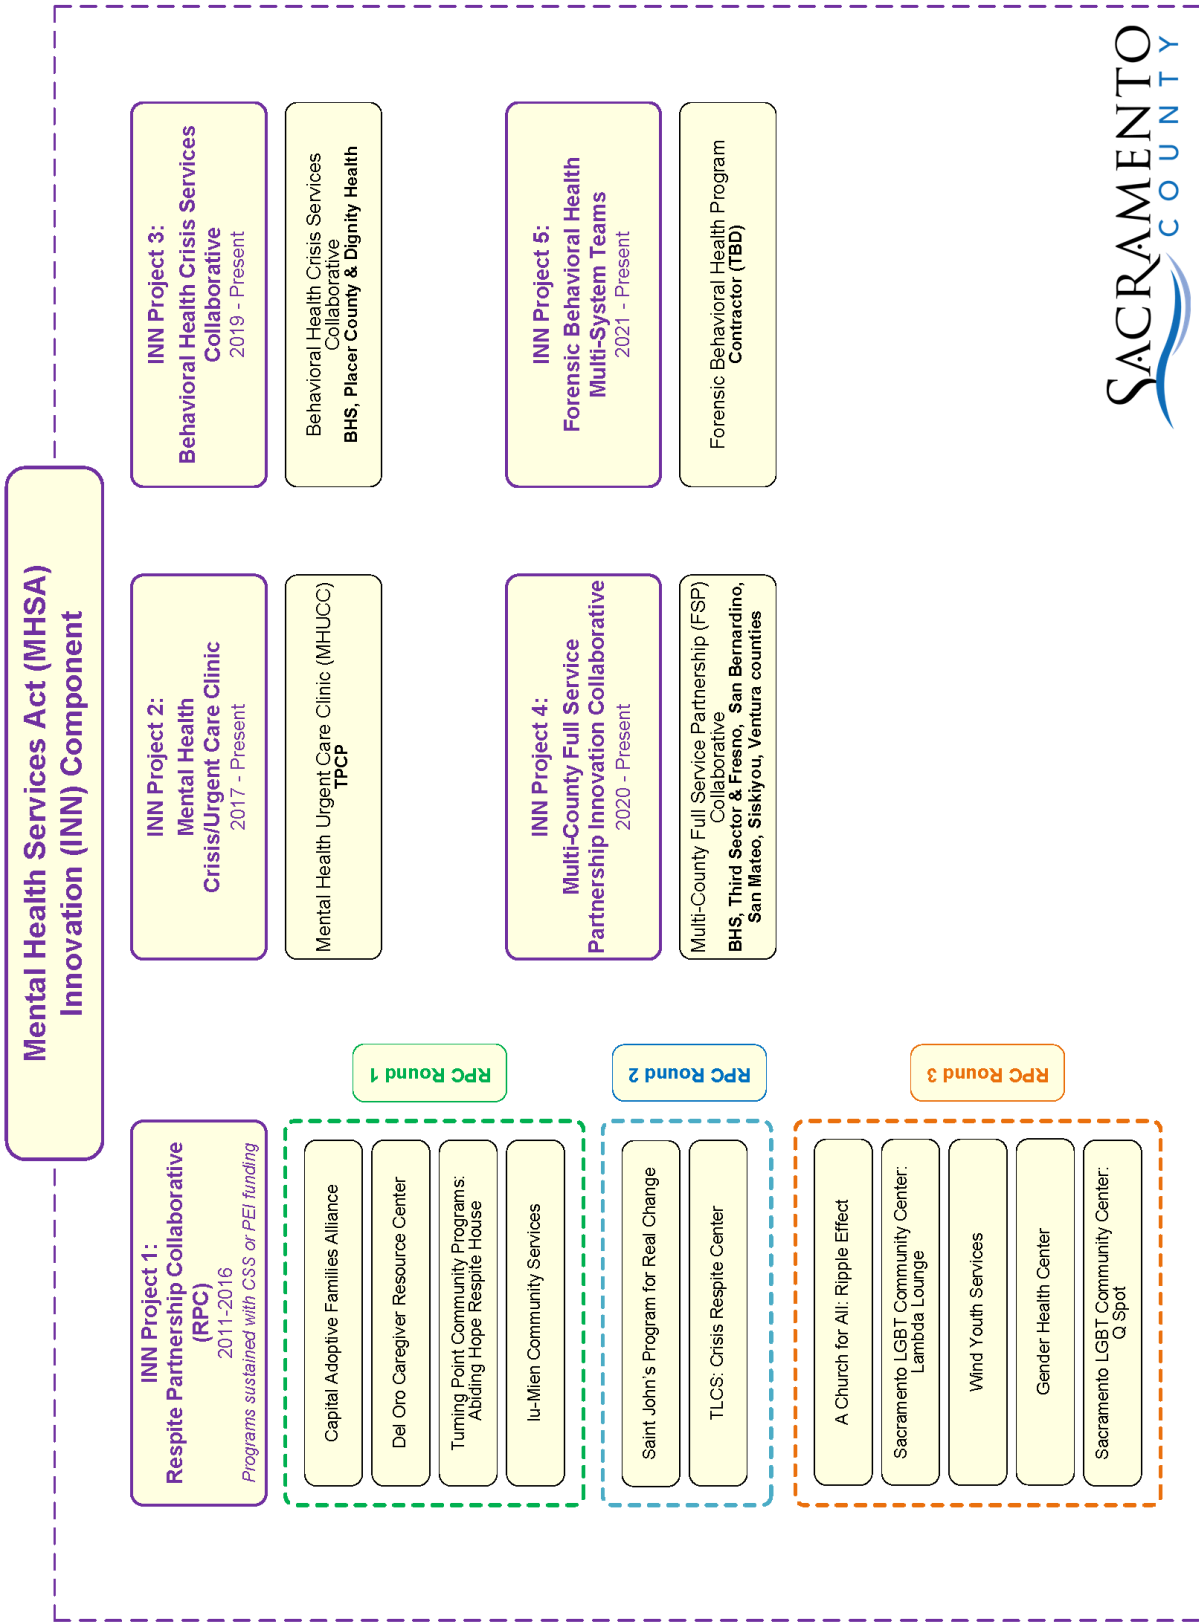 Mental Health Services Act (MHSA)
Innovation (INN) Component
INN Project 1:
Respite Partnership Collaborative
(RPC)
2011-2016
Programs sustained with CSS or PEI funding
Capital Adoptive Families Alliance
Del Oro Caregiver Resource Center
Turning Point Community Programs:
Abiding Hope Respite House
Iu-Mien Community Services
RPC Round 1
Saint John's Program for Real Change
TLCS: Crisis Respite Center
RPC Round 2
A Church for All: Ripple Effect
Sacramento LGBT Community Center:
Lambda Lounge
Wind Youth Services
Gender Health Center
Sacramento LGBT Community Center:
Q Spot
RPC Round 3
INN Project 2:
Mental Health
Crisis/Urgent Care Clinic
2017 - Present
Mental Health Urgent Care Clinic (MHUCC)
TPCP
INN Project 3:
Behavioral Health Crisis Services
Collaborative
2019 - Present
Behavioral Health Crisis Services
Collaborative
BHS, Placer County & Dignity Health
INN Project 4:
Multi-County Full Service
Partnership Innovation Collaborative
2020 - Present
Multi-County Full Service Partnership (FSP)
Collaborative
BHS, Third Sector & Fresno, San Bernardino,
San Mateo, Siskiyou, Ventura counties
INN Project 5:
Forensic Behavioral Health
Multi-System Teams
2021 - Present
Forensic Behavioral Health Program
Contractor (TBD)
SACRAMENTO
COUNTY